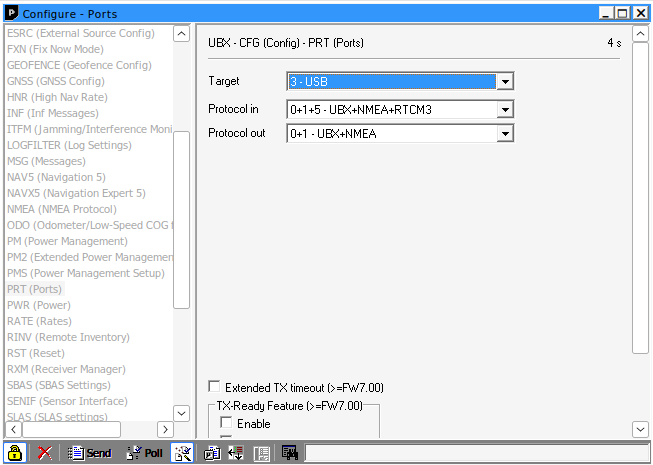 Configure - Ports
ESRC (External Source Config)
FXN (Fix Now Mode)
GEOFENCE (Geofence Config)
GNSS (GNSS Config)
HNR (High Nav Rate)
INF (Inf Messages)
ITFM (Jamming/Interference Moni
LOGFILTER (Log Settings)
MSG (Messages)
NAV5 (Navigation 5)
NAVX5 (Navigation Expert 5)
NMEA (NMEA Protocol)
ODO (Odometer/Low-Speed COG f
PM (Power Management)
PM2 (Extended Power Managemen
PMS (Power Management Setup)
PRT (Ports)
PWR (Power)
RATE (Rates)
RINV (Remote Inventory)
RST (Reset)
RXM (Receiver Manager)
SBAS (SBAS Settings)
SENIF (Sensor Interface)
SLAS (SLAS settings)
UBX - CFG (Config) - PRT (Ports)
4 s
Target
3 - USB
Protocol in
0+1+5 - UBX+NMEA+RTCM3
Protocol out
0+1 - UBX+NMEA
Extended TX timeout (>=FW7.00)
TX-Ready Feature (>=FW7.00)
Enable
Send
Poll